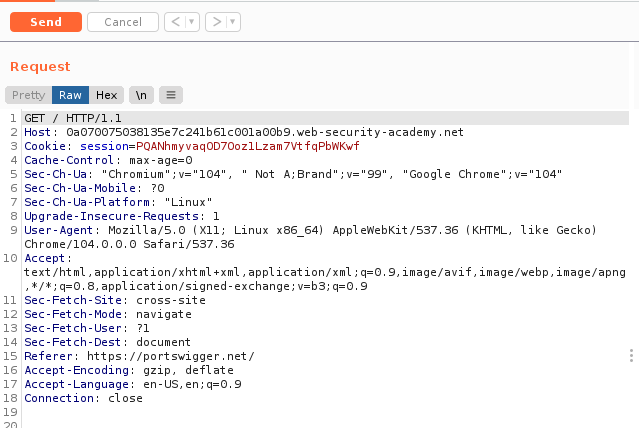 Send Cancel < ▼ > ▼
Request
Pretty Raw Hex \n ≡
1 GET / HTTP/1.1
2 Host: 0a070075038135e7c241b61c001a00b9.web-security-academy.net
3 Cookie: session=PQANhmyvaqOD7Ooz1Lzam7VtfqPbWKwf
4 Cache-Control: max-age=0
5 Sec-Ch-Ua: "Chromium";v="104", " Not A;Brand";v="99", "Google Chrome";v="104"
6 Sec-Ch-Ua-Mobile: ?0
7 Sec-Ch-Ua-Platform: "Linux"
8 Upgrade-Insecure-Requests: 1
9 User-Agent: Mozilla/5.0 (X11; Linux x86_64) AppleWebKit/537.36 (KHTML, like Gecko)
Chrome/104.0.0.0 Safari/537.36
10 Accept:
text/html,application/xhtml+xml,application/xml;q=0.9,image/avif,image/webp,image/apng
,*/*;q=0.8,application/signed-exchange;v=b3;q=0.9
11 Sec-Fetch-Site: cross-site
12 Sec-Fetch-Mode: navigate
13 Sec-Fetch-User: ?1
14 Sec-Fetch-Dest: document
15 Referer: https://portswigger.net/
16 Accept-Encoding: gzip, deflate
17 Accept-Language: en-US,en;q=0.9
18 Connection: close
19
20